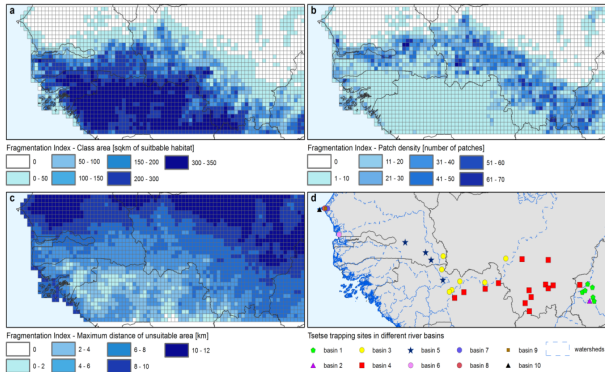 a
b
Fragmentation Index - Class area [sqkm of suitbable habitat]
0
50 - 100
150 - 200
300 - 350
0 - 50
100 - 150
200 - 300
Fragmentation Index - Patch density [number of patches]
0
11 - 20
31 - 40
51 - 60
1 - 10
21 - 30
41 - 50
61 - 70
c
d
Fragmentation Index - Maximum distance of unsuitable area [km]
0
2 - 4
6 - 8
10 - 12
0 - 2
4 - 6
8 - 10
Tsetse trapping sites in different river basins
basin 1
basin 3
basin 5
basin 7
basin 9
watersheds
basin 2
basin 4
basin 6
basin 8
basin 10